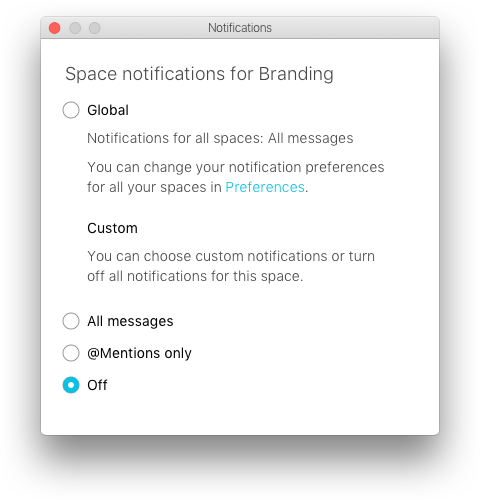 Notifications
Space notifications for Branding
Global
Notifications for all spaces: All messages
You can change your notification preferences
for all your spaces in Preferences.
Custom
You can choose custom notifications or turn
off all notifications for this space.
All messages
@Mentions only
Off